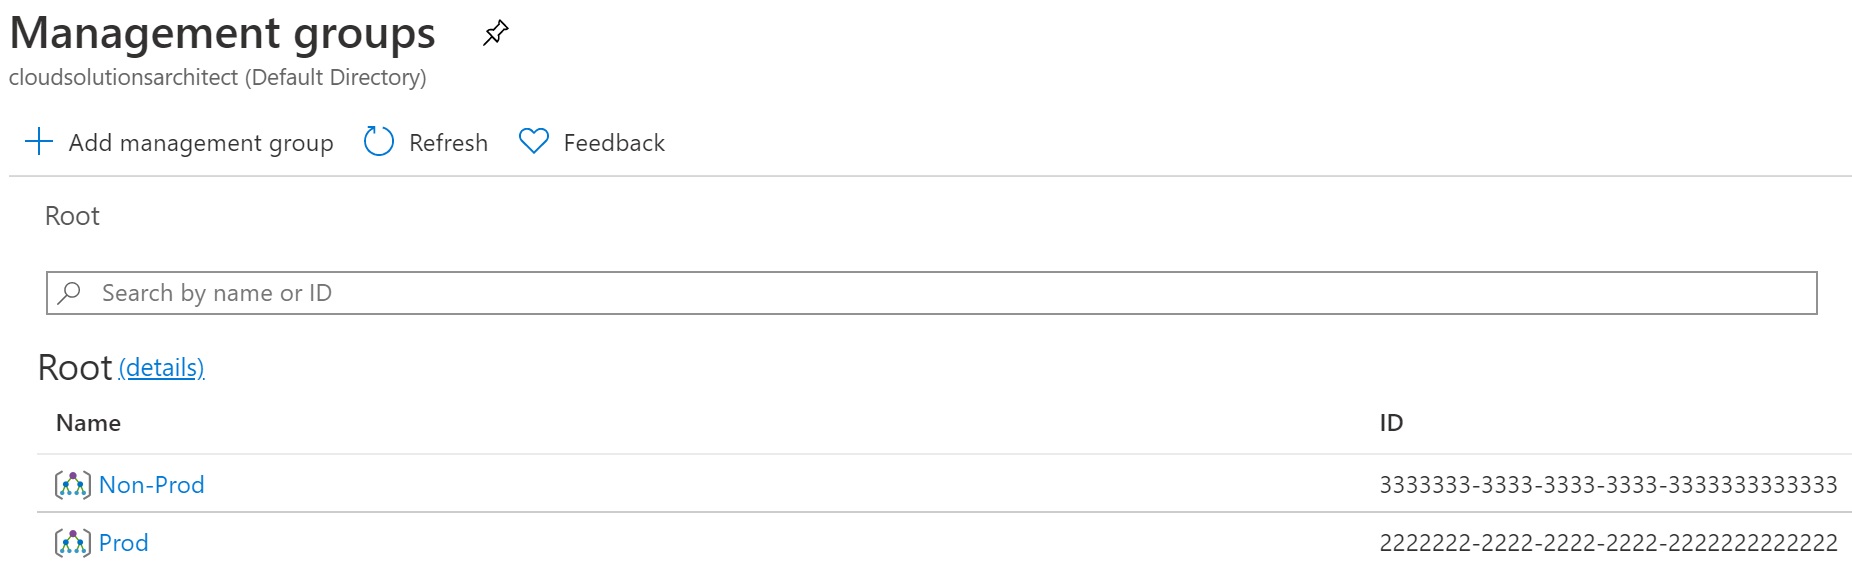 Management groups
cloudsolutionsarchitect (Default Directory)
Add management group Refresh Feedback
Root
Search by name or ID
Root (details)
Name ID
Non-Prod 3333333-3333-3333-3333-3333333333333
Prod 2222222-2222-2222-2222-2222222222222